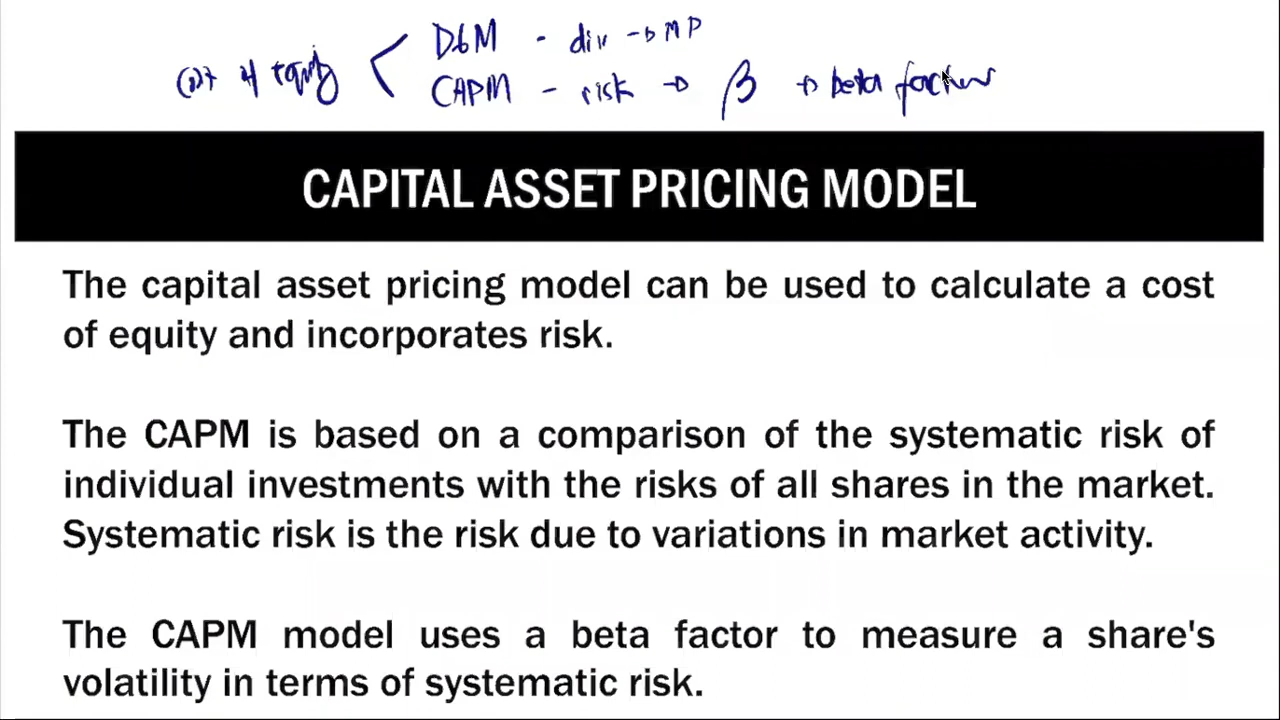 cost of equity < DGM - div → MP
CAPM - risk → β → beta factor
CAPITAL ASSET PRICING MODEL
The capital asset pricing model can be used to calculate a cost
of equity and incorporates risk.
The CAPM is based on a comparison of the systematic risk of
individual investments with the risks of all shares in the market.
Systematic risk is the risk due to variations in market activity.
The CAPM model uses a beta factor to measure a share's
volatility in terms of systematic risk.